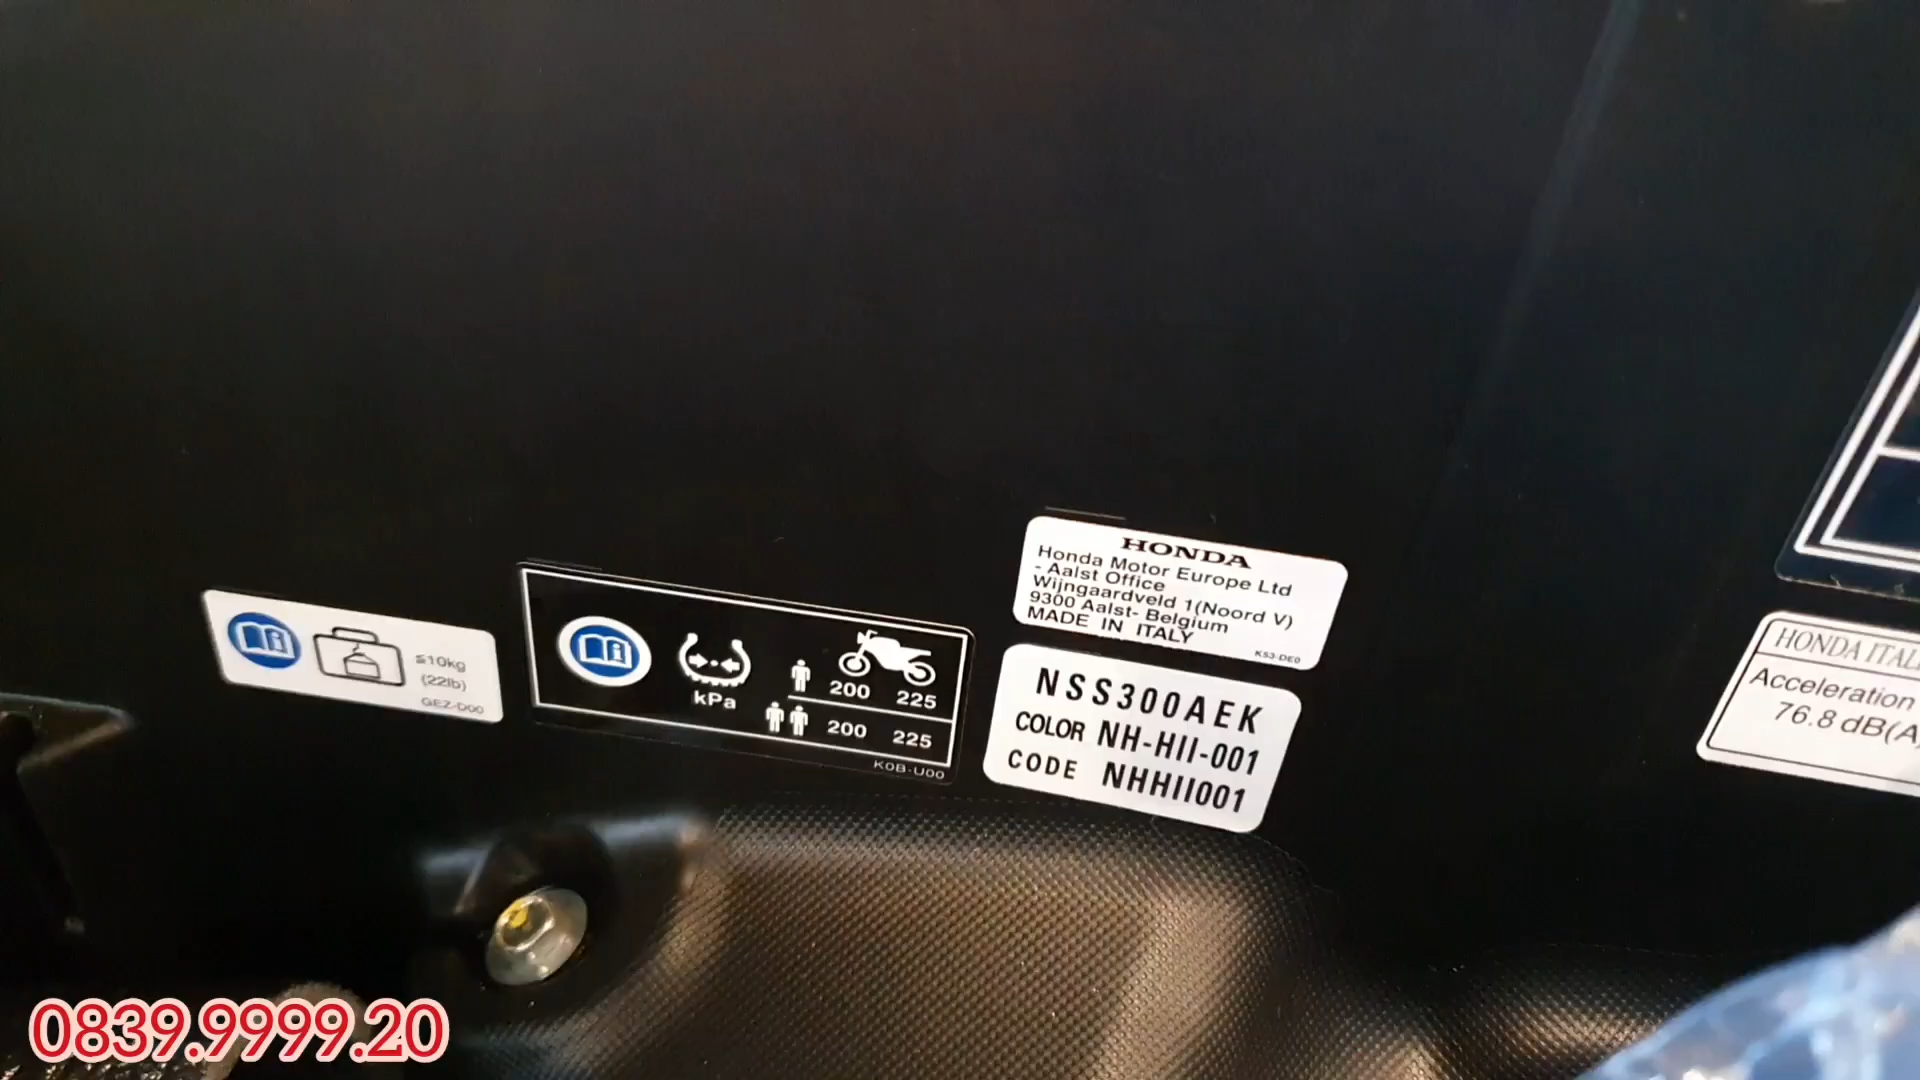 ≦10kg
(22lb)
GEZ-D00
kPa
200 225
200 225
K0B-U00
HONDA
Honda Motor Europe Ltd
- Aalst Office
Wijngaardveld 1(Noord V)
9300 Aalst- Belgium
MADE IN ITALY
KS3-DE0
NSS300AEK
COLOR NH-HII-001
CODE NHHII001
HONDA
Acceleration
76.8 dB(A
0839.9999.20